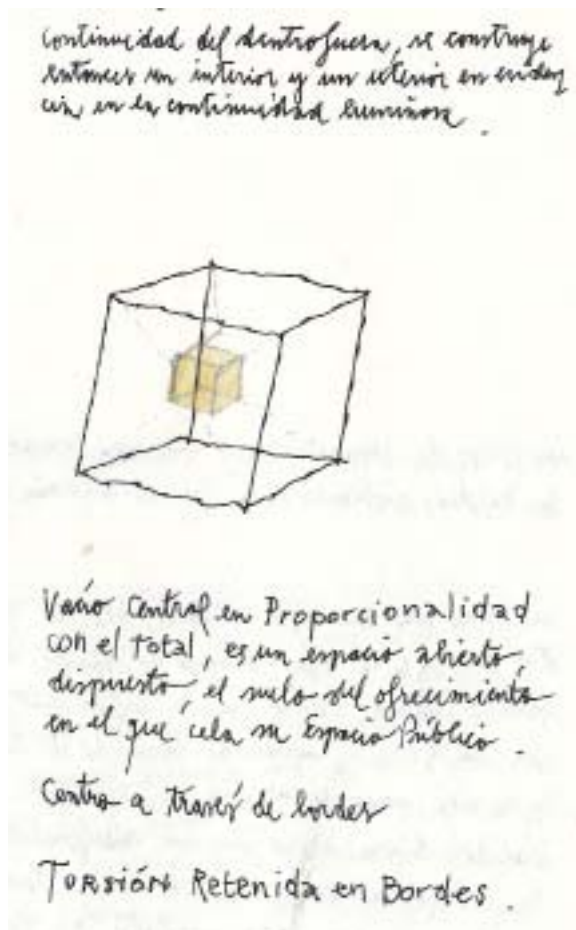 continuidad del dentrofuera, se construye
entonces un interior y un exterior en eviden
cia, en la continuidad luminosa.
Vacío Central en Proporcionalidad
con el total, es un espacio abierto,
dispuesto, el suelo del ofrecimiento
en el que cela su Espacio Público.
Centro a través de bordes
TORSIÓN Retenida en Bordes.